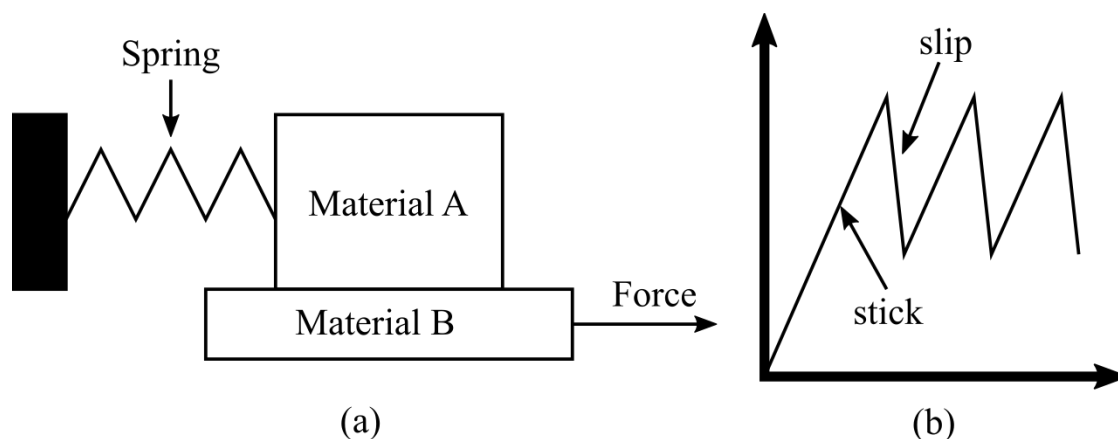 Spring
Material A
Material B
Force
(a)
slip
stick
(b)